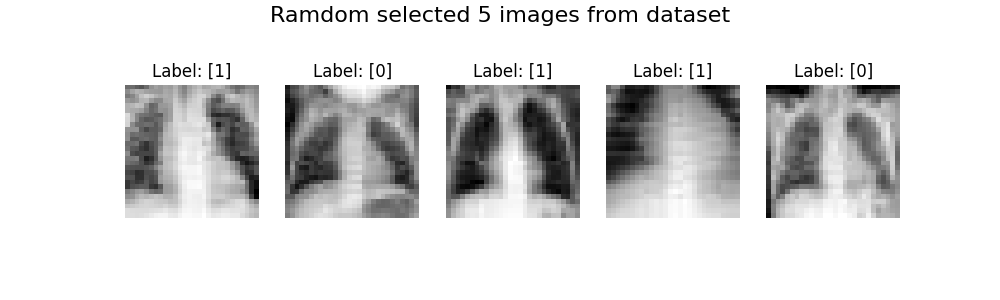 Ramdom selected 5 images from dataset
Label: [1] Label: [0] Label: [1] Label: [1] Label: [0]